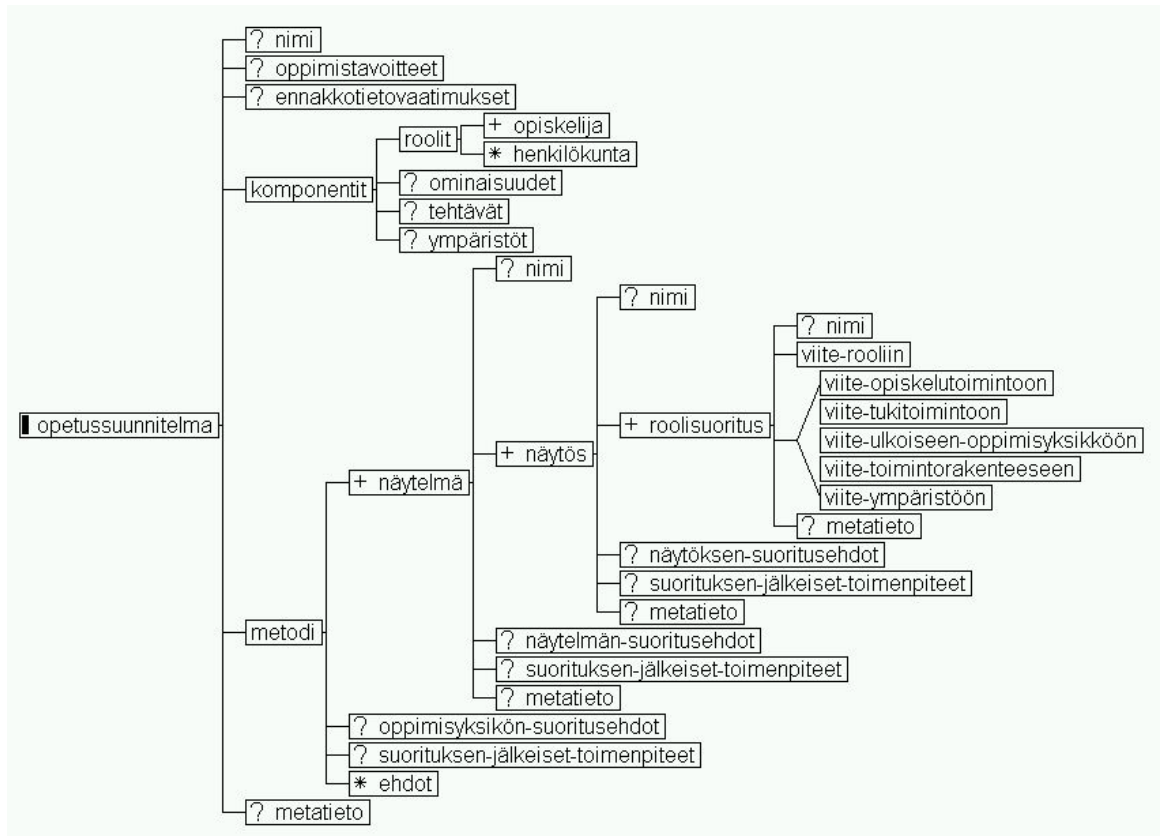 ? nimi
? oppimistavoitteet
? ennakkotietovaatimukset
+ opiskelija
roolit
* henkilökunta
komponentit
? ominaisuudet
? tehtävät
? ympäristöt
? nimi
? nimi
? nimi
viite-rooliin
viite-opiskelutoimintoon
viite-tukitoimintoon
opetussuunnitelma
+ roolisuoritus
viite-ulkoiseen-oppimisyksikköön
+ näytös
viite-toimintorakenteeseen
+ näytelmä
viite-ympäristöön
? metatieto
? näytöksen-suoritusehdot
? suorituksen-jälkeiset-toimenpiteet
? metatieto
metodi
? näytelmän-suoritusehdot
? suorituksen-jälkeiset-toimenpiteet
? metatieto
? oppimisyksikön-suoritusehdot
? suorituksen-jälkeiset-toimenpiteet
* ehdot
? metatieto